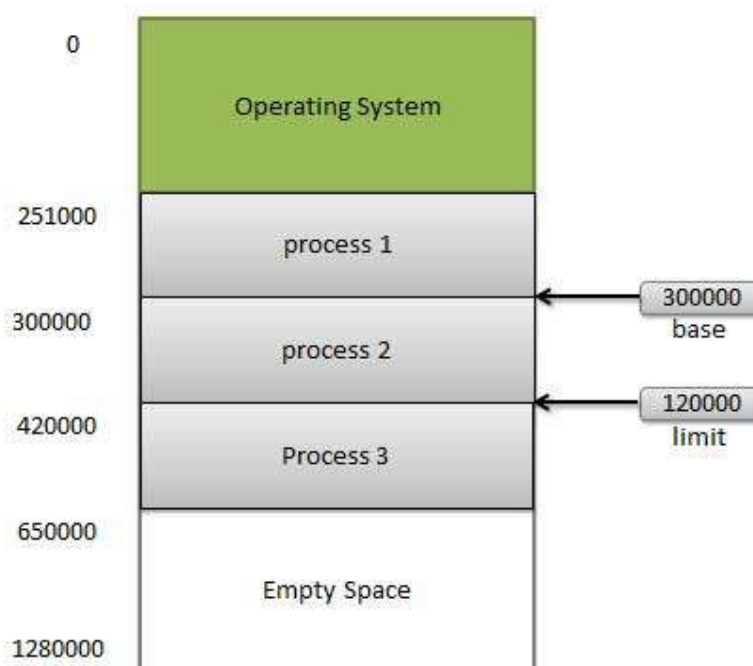 0
Operating System
251000
process 1
300000
300000
base
process 2
120000
limit
420000
Process 3
650000
Empty Space
1280000